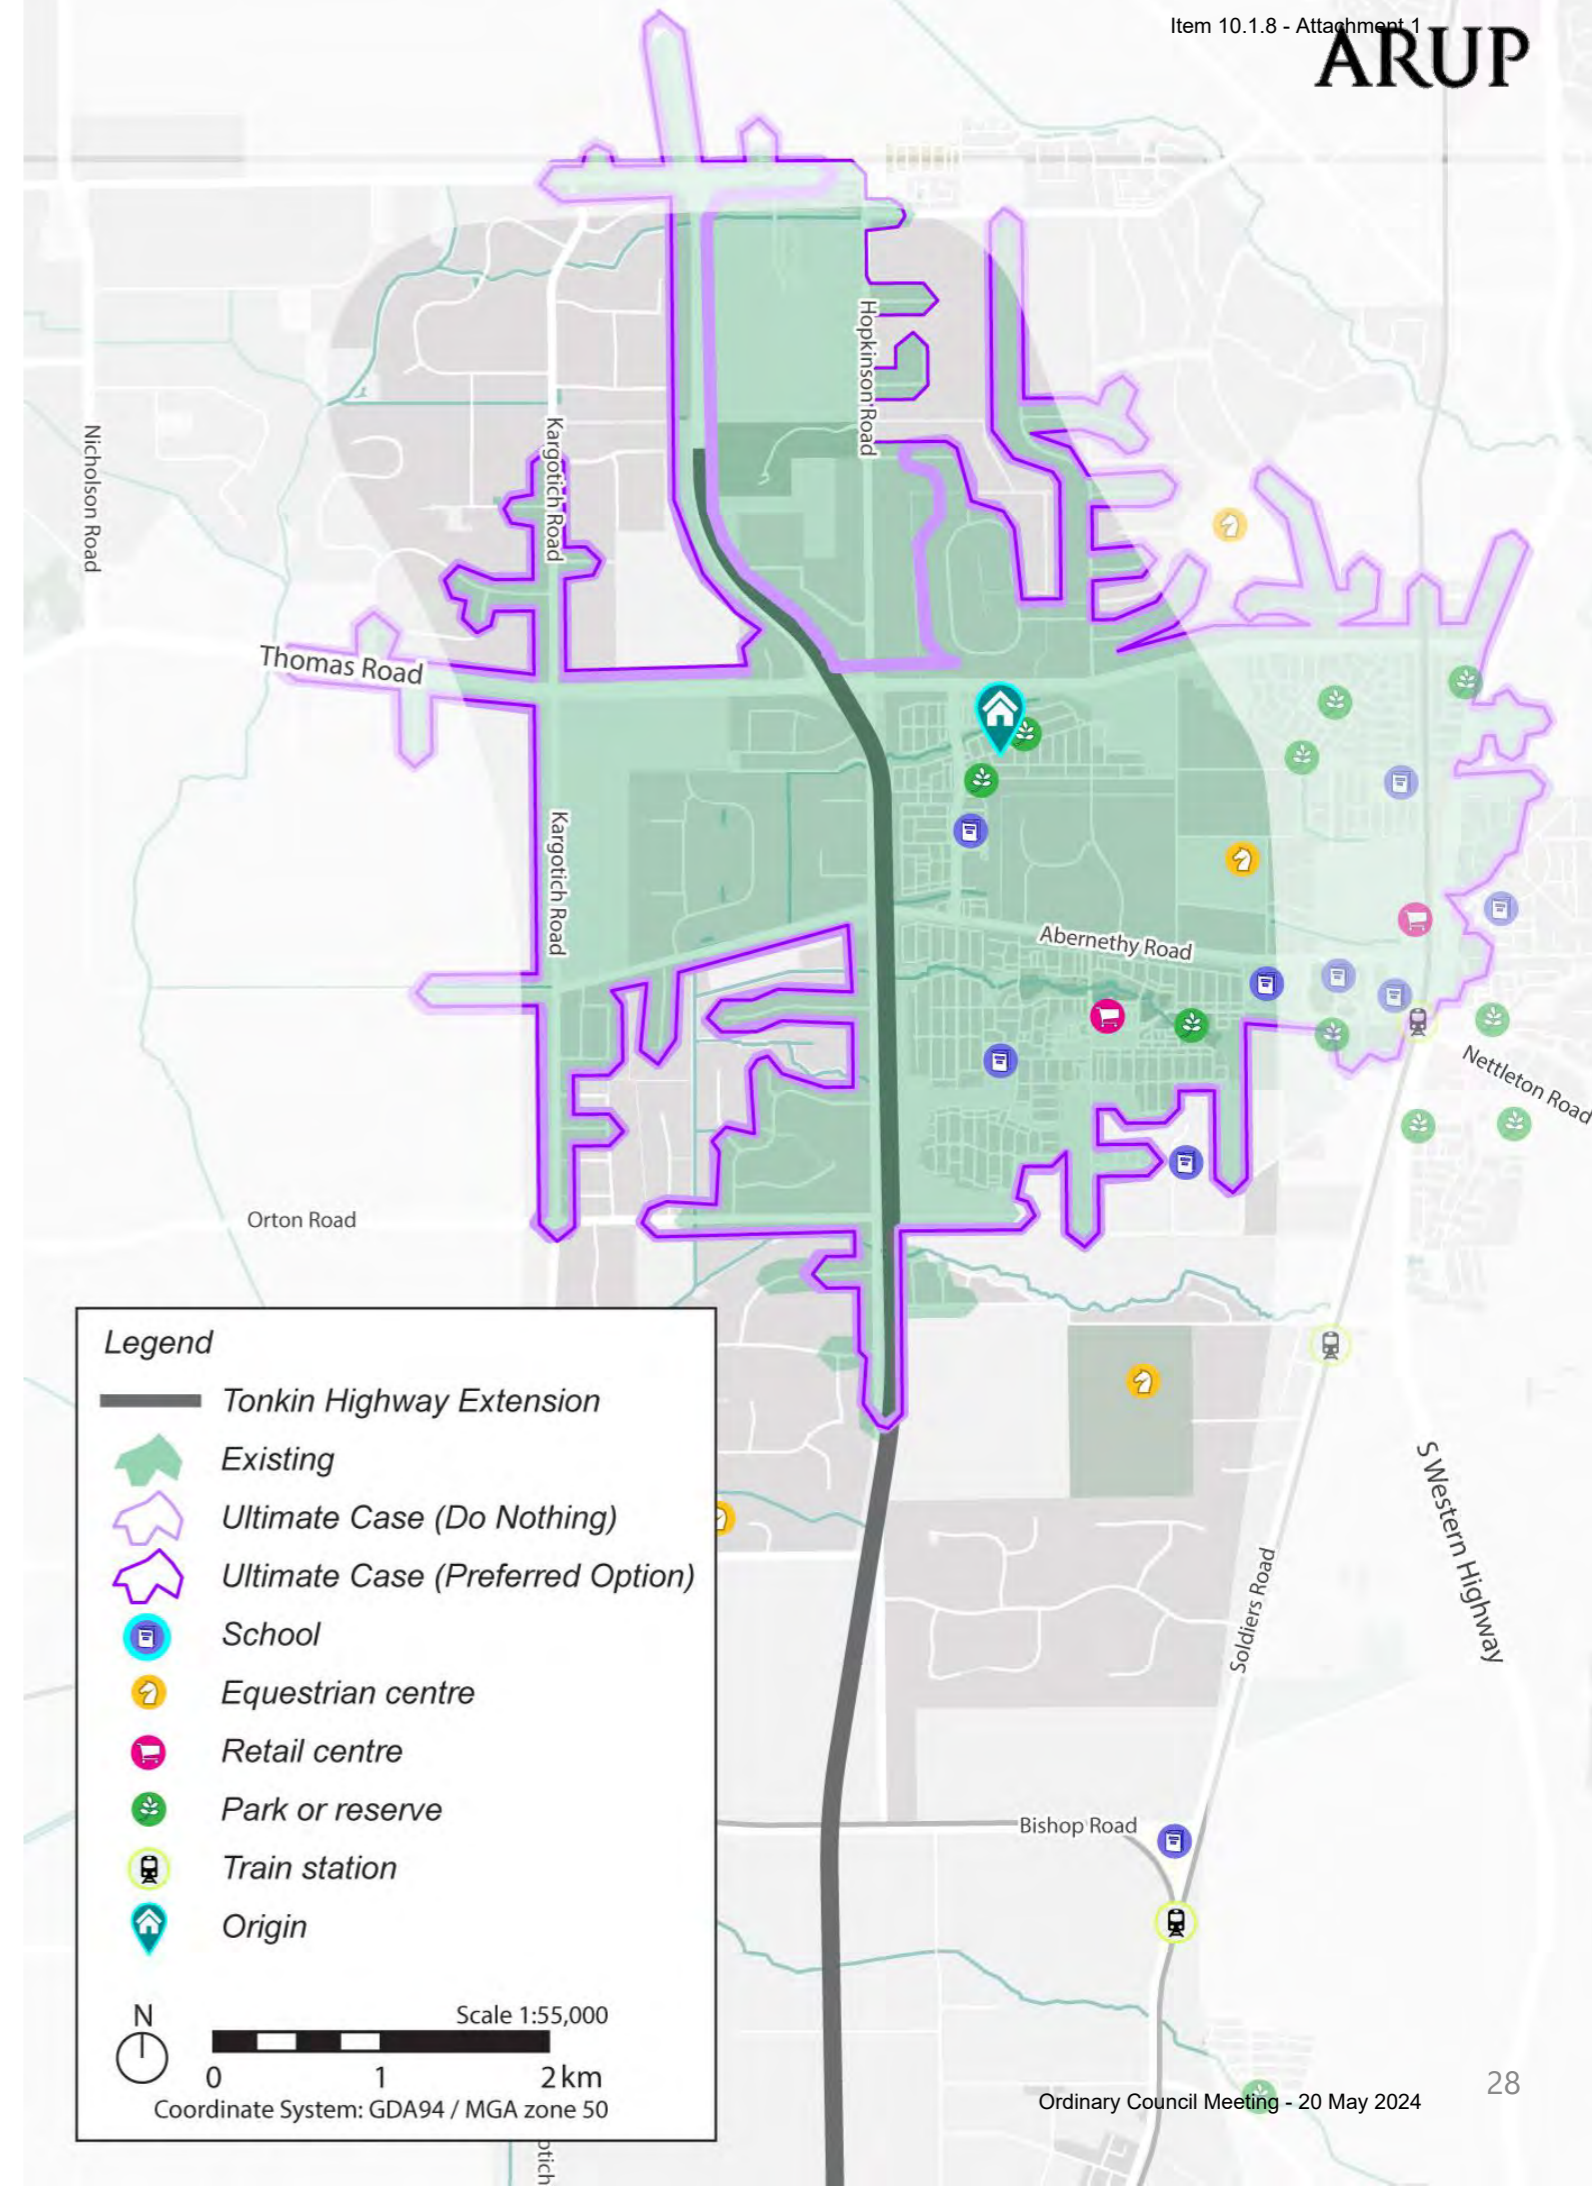 Item 10.1.8 - Attachment 1
ARUP
Hopkinson Road
Nicholson Road
Kargotich Road
Thomas Road
Kargotich Road
Abernethy Road
Nettleton Road
Orton Road
Legend
Tonkin Highway Extension
Existing
Ultimate Case (Do Nothing)
Ultimate Case (Preferred Option)
School
Equestrian centre
Retail centre
Park or reserve
Train station
Origin
N
Scale 1:55,000
0 1 2 km
Coordinate System: GDA94 / MGA zone 50
S Western Highway
Soldiers Road
Bishop Road
otich
28
Ordinary Council Meeting - 20 May 2024